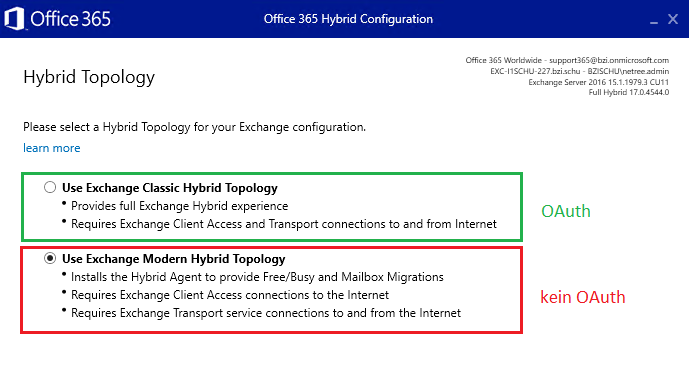 Office 365
Office 365 Hybrid Configuration
Hybrid Topology
Office 365 Worldwide - support365@bzi.onmicrosoft.com
EXC-I1SCHU-227.bzi.schu - BZISCHU\netree.admin
Exchange Server 2016 15.1.1979.3 CU11
Full Hybrid 17.0.4544.0
Please select a Hybrid Topology for your Exchange configuration.
learn more
Use Exchange Classic Hybrid Topology
• Provides full Exchange Hybrid experience
• Requires Exchange Client Access and Transport connections to and from Internet
OAuth
Use Exchange Modern Hybrid Topology
• Installs the Hybrid Agent to provide Free/Busy and Mailbox Migrations
• Requires Exchange Client Access connections to the Internet
• Requires Exchange Transport service connections to and from the Internet
kein OAuth